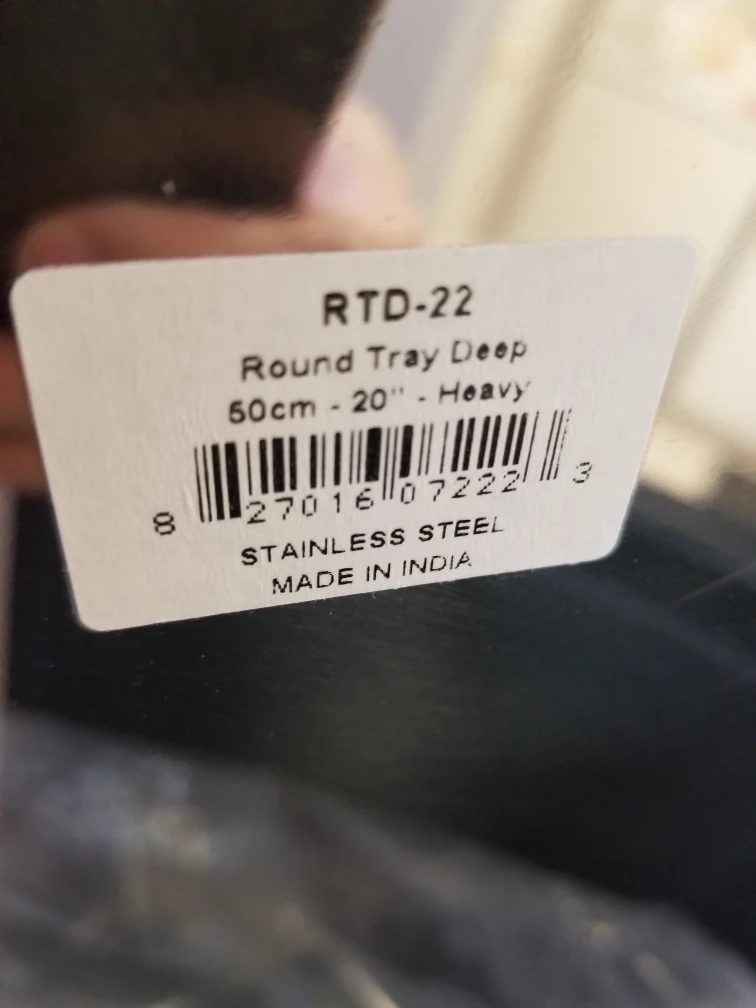 RTD-22
Round Tray Deep
50cm - 20" - Heavy
8 27016 07222 3
STAINLESS STEEL
MADE IN INDIA